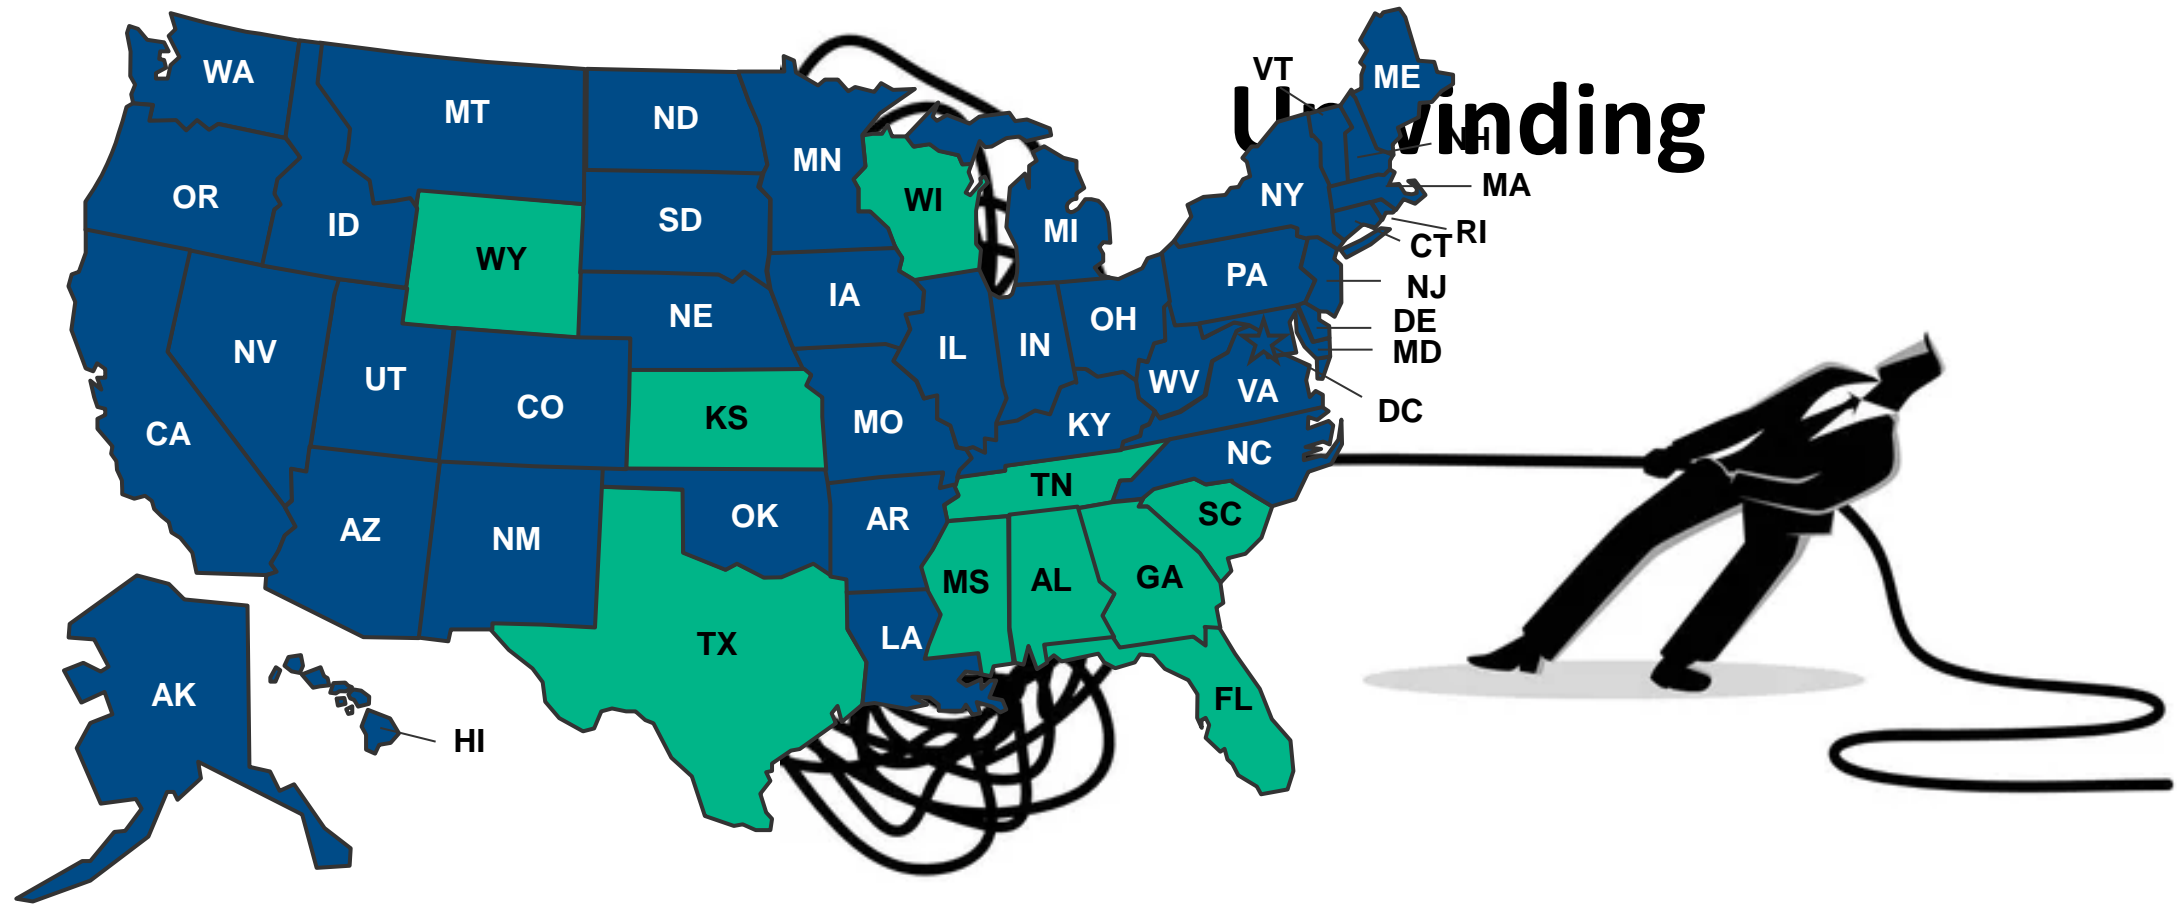 WA
MT
ND
MN
VT
ME
Unwinding
NH
OR
ID
WY
SD
WI
MI
NY
MA
RI
CT
NV
UT
CO
NE
IA
IL
IN
OH
PA
NJ
DE
MD
DC
CA
KS
MO
KY
WV
VA
NC
AZ
NM
OK
AR
TN
SC
TX
LA
MS
AL
GA
FL
AK
HI